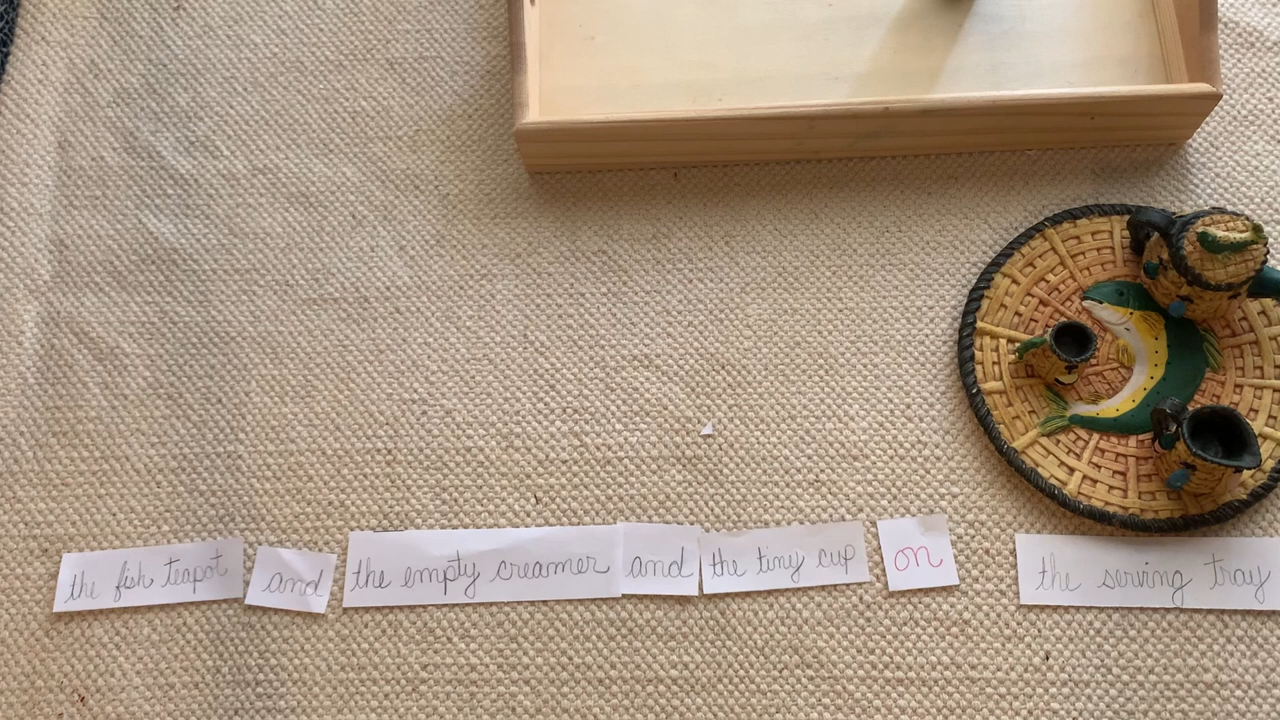 the fish teapot and the empty creamer and the tiny cup on the serving tray